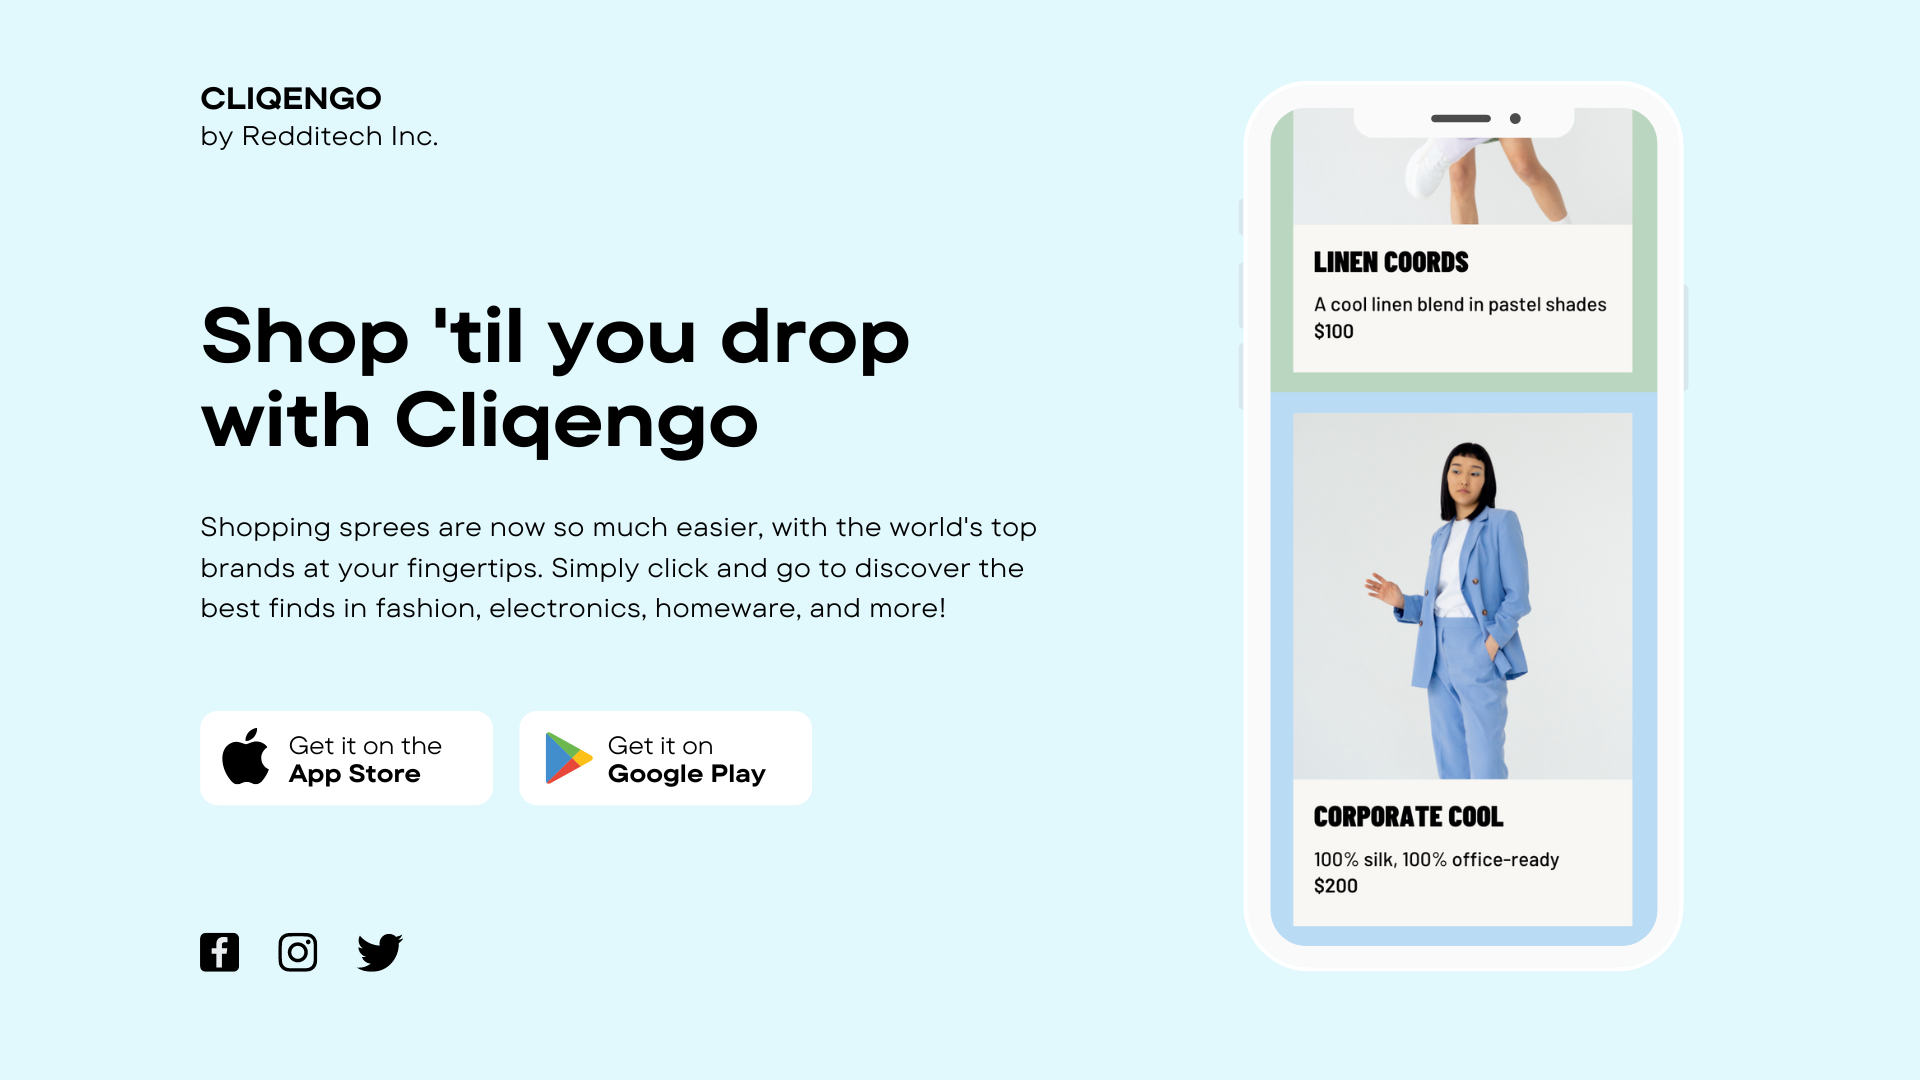 CLIQENGO
by Redditech Inc.
Shop 'til you drop
with Cliqengo
Shopping sprees are now so much easier, with the world's top
brands at your fingertips. Simply click and go to discover the
best finds in fashion, electronics, homeware, and more!
Get it on the
App Store
Get it on
Google Play
LINEN COORDS
A cool linen blend in pastel shades
$100
CORPORATE COOL
100% silk, 100% office-ready
$200